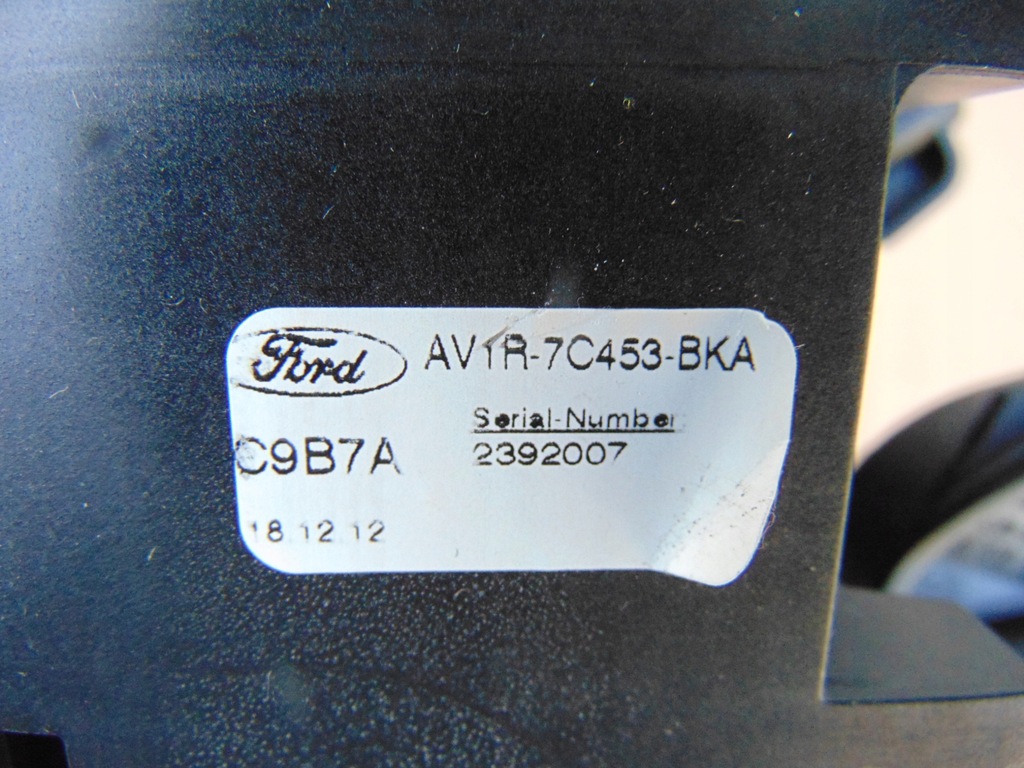 Ford AV1R-7C453-BKA
Serial-Number
C9B7A 2392007
18.12.12